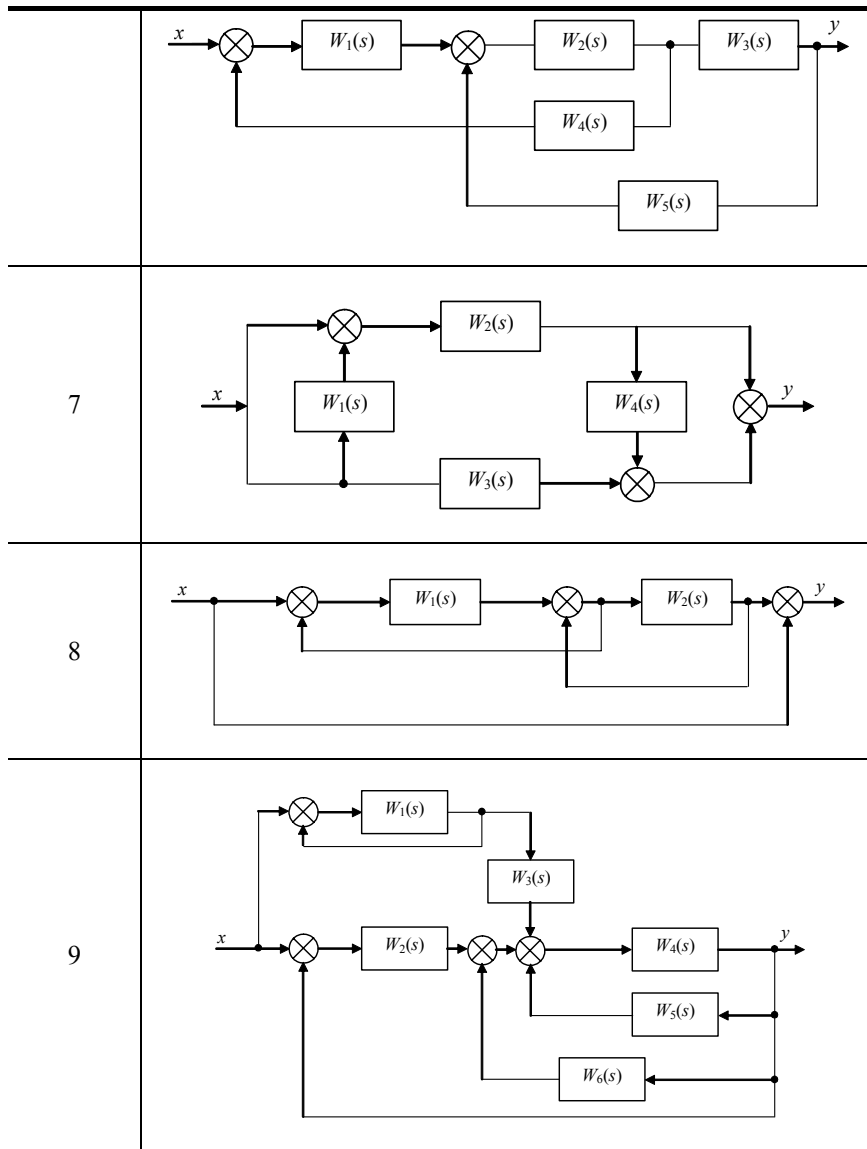 x W₁(s) W₂(s) W₃(s) y
W₄(s)
W₅(s)
7
W₂(s)
x W₁(s) W₄(s) y
W₃(s)
8
x W₁(s) W₂(s) y
9
W₁(s)
W₃(s)
x W₂(s) W₄(s) y
W₅(s)
W₆(s)